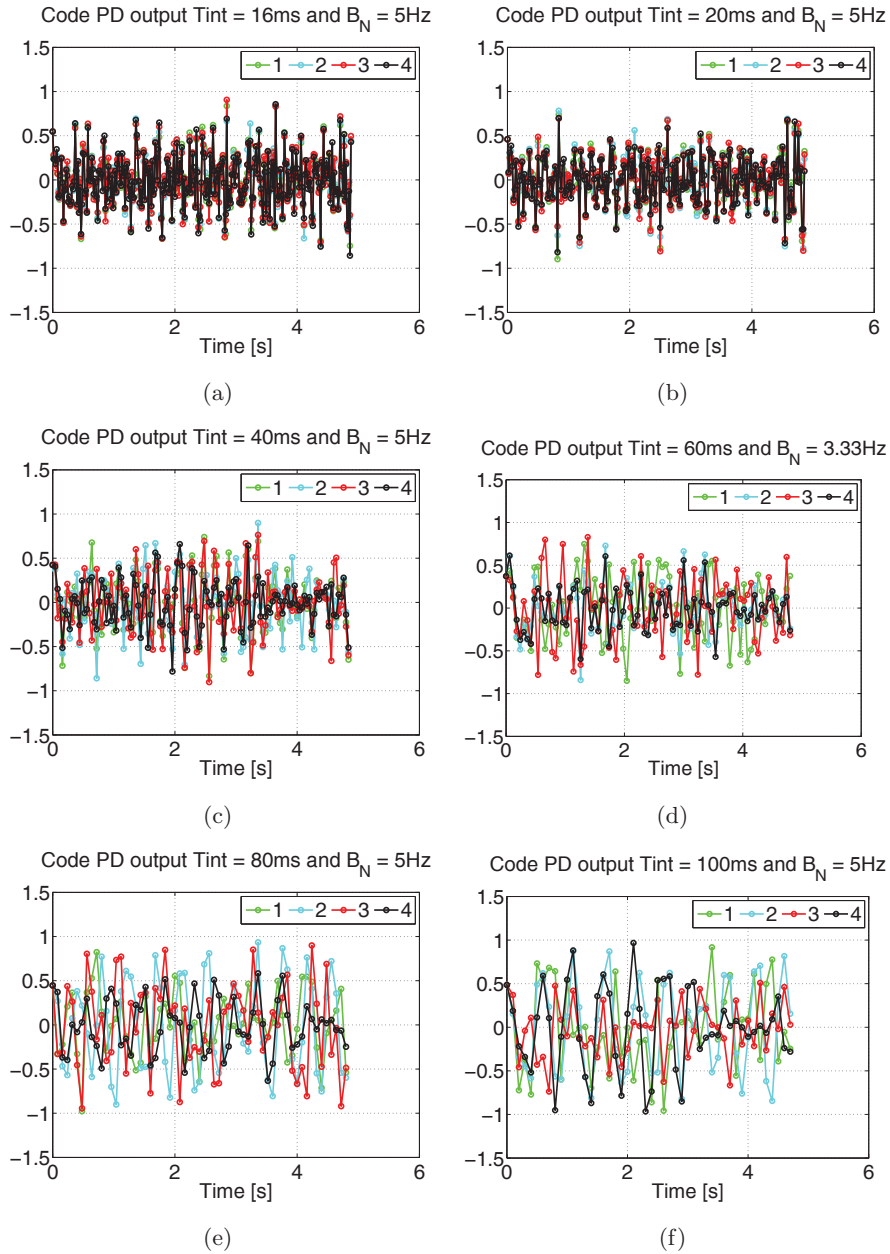 Code PD output Tint = 16ms and B_N = 5Hz
1 2 3 4
1.5
1
0.5
0
−0.5
−1
−1.5
0 2 4 6
Time [s]
(a)
Code PD output Tint = 20ms and B_N = 5Hz
1 2 3 4
1.5
1
0.5
0
−0.5
−1
−1.5
0 2 4 6
Time [s]
(b)
Code PD output Tint = 40ms and B_N = 5Hz
1 2 3 4
1.5
1
0.5
0
−0.5
−1
−1.5
0 2 4 6
Time [s]
(c)
Code PD output Tint = 60ms and B_N = 3.33Hz
1 2 3 4
1.5
1
0.5
0
−0.5
−1
−1.5
0 2 4 6
Time [s]
(d)
Code PD output Tint = 80ms and B_N = 5Hz
1 2 3 4
1.5
1
0.5
0
−0.5
−1
−1.5
0 2 4 6
Time [s]
(e)
Code PD output Tint = 100ms and B_N = 5Hz
1 2 3 4
1.5
1
0.5
0
−0.5
−1
−1.5
0 2 4 6
Time [s]
(f)